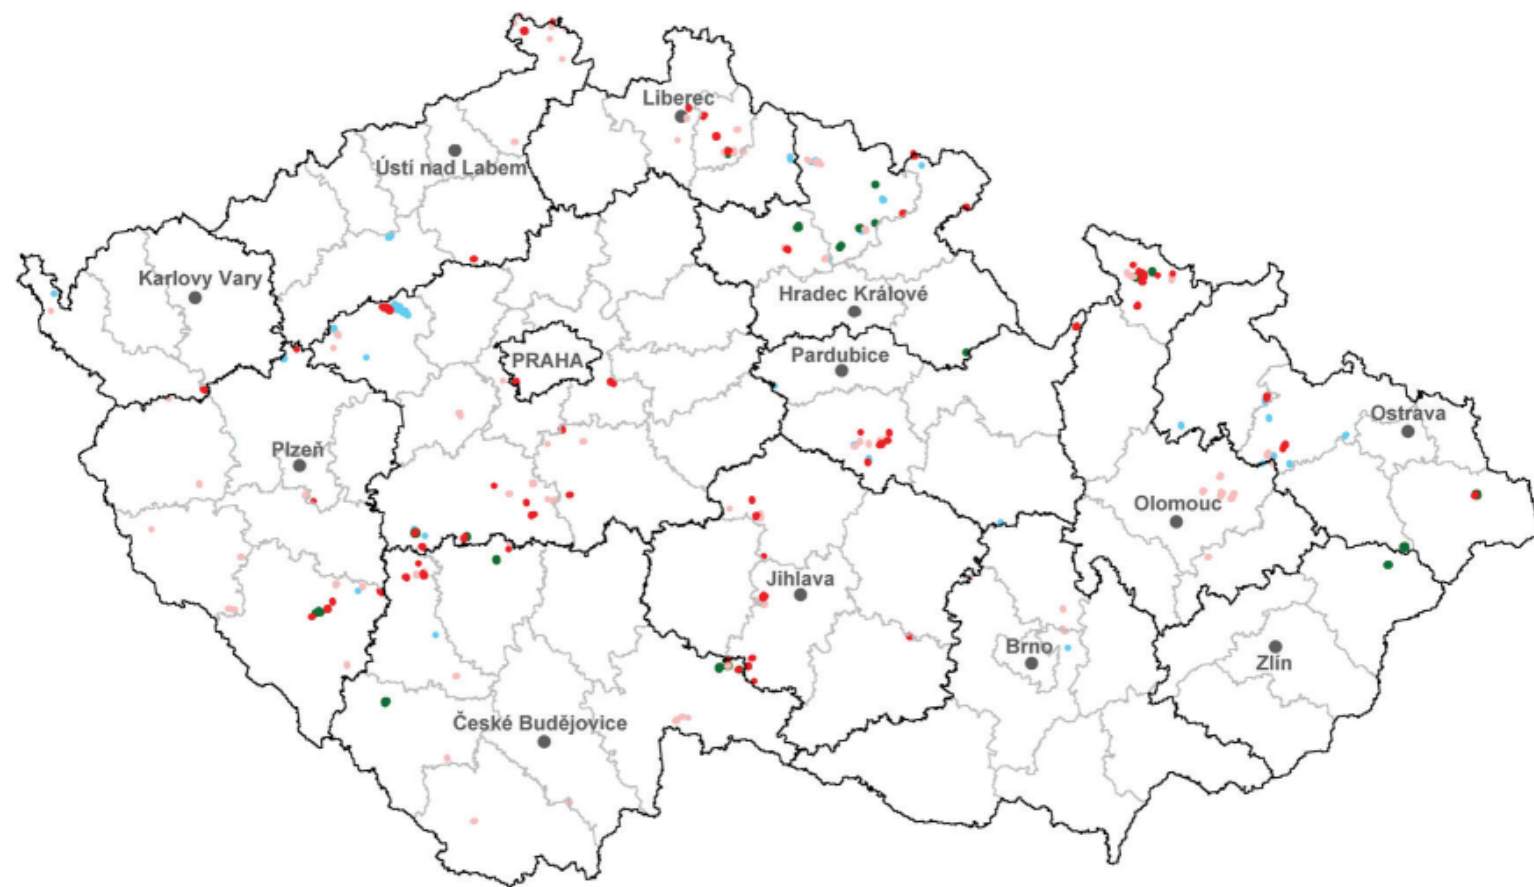 Liberec
Ústí nad Labem
Karlovy Vary
Hradec Králové
PRAHA
Pardubice
Ostrava
Plzeň
Olomouc
Jihlava
Brno
Zlín
České Budějovice